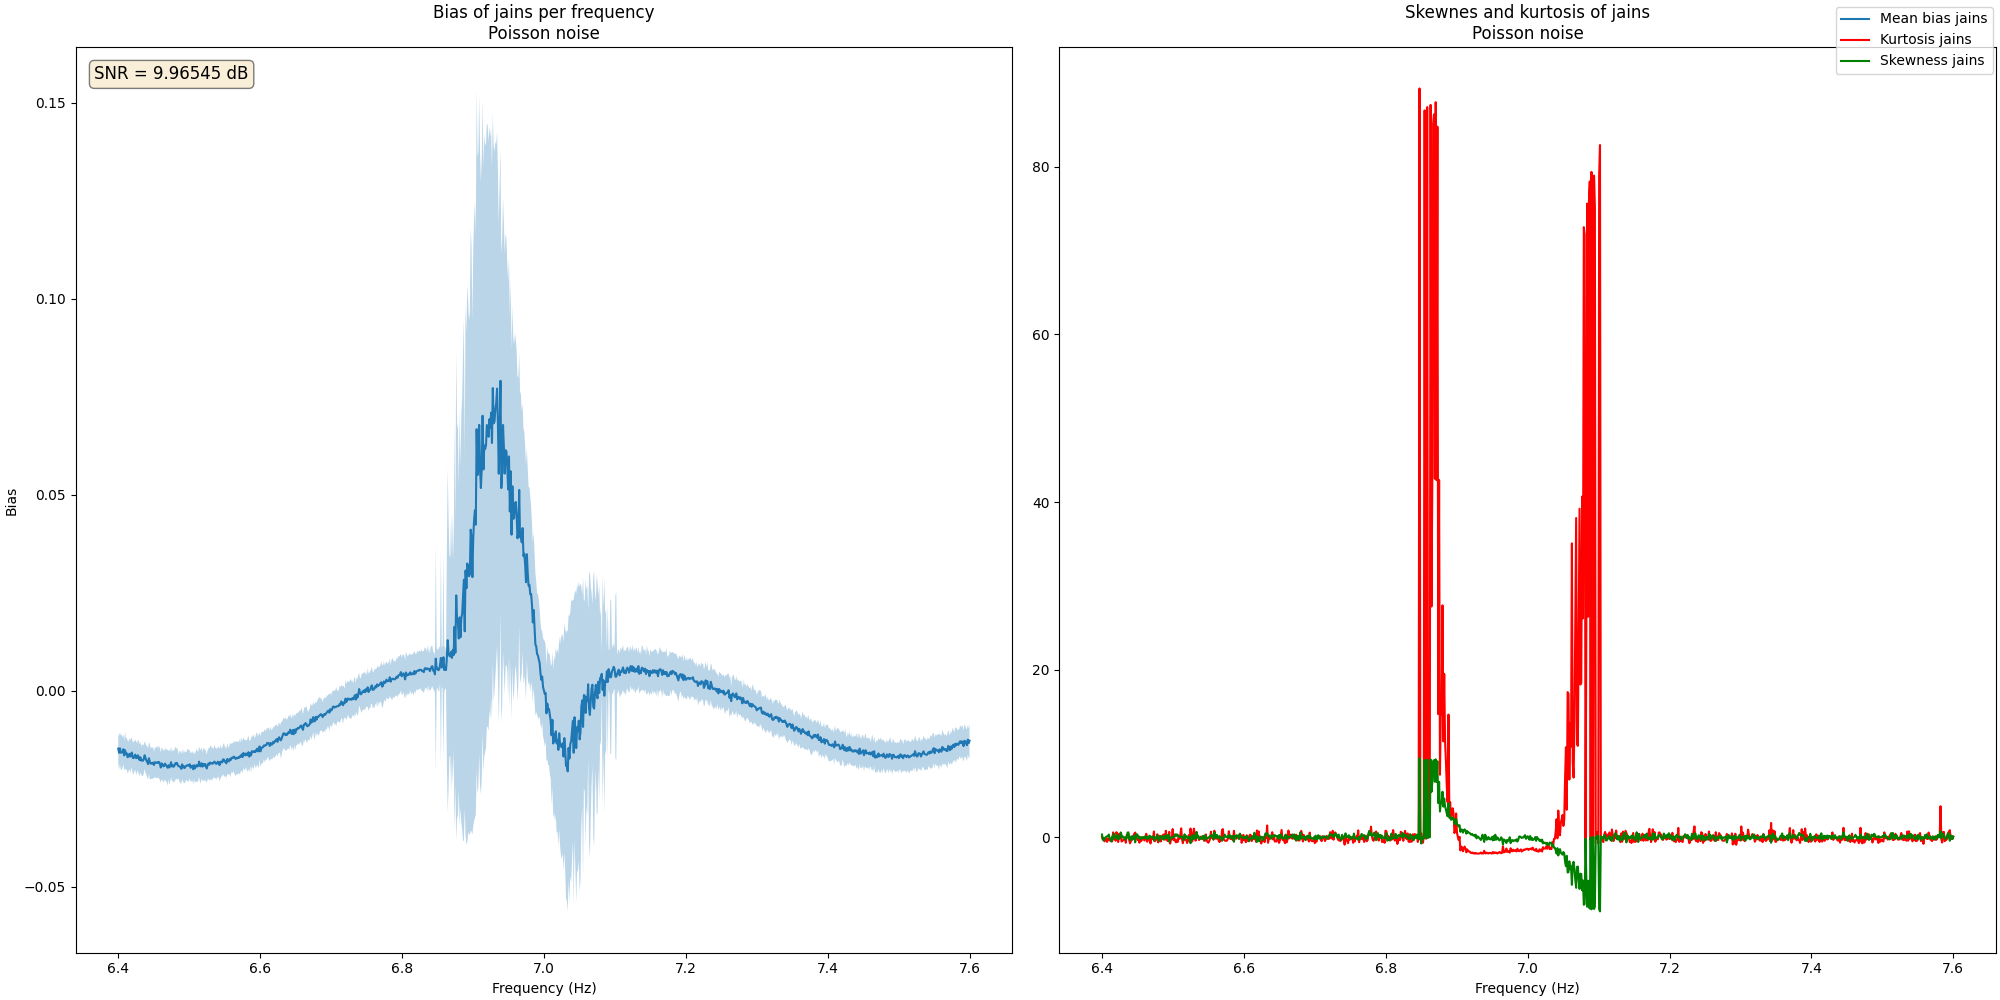 Bias of jains per frequency
Poisson noise
SNR = 9.96545 dB
0.15
0.10
0.05
0.00
−0.05
Bias
6.4 6.6 6.8 7.0 7.2 7.4 7.6
Frequency (Hz)
Skewnes and kurtosis of jains
Poisson noise
Mean bias jains
Kurtosis jains
Skewness jains
80
60
40
20
0
6.4 6.6 6.8 7.0 7.2 7.4 7.6
Frequency (Hz)